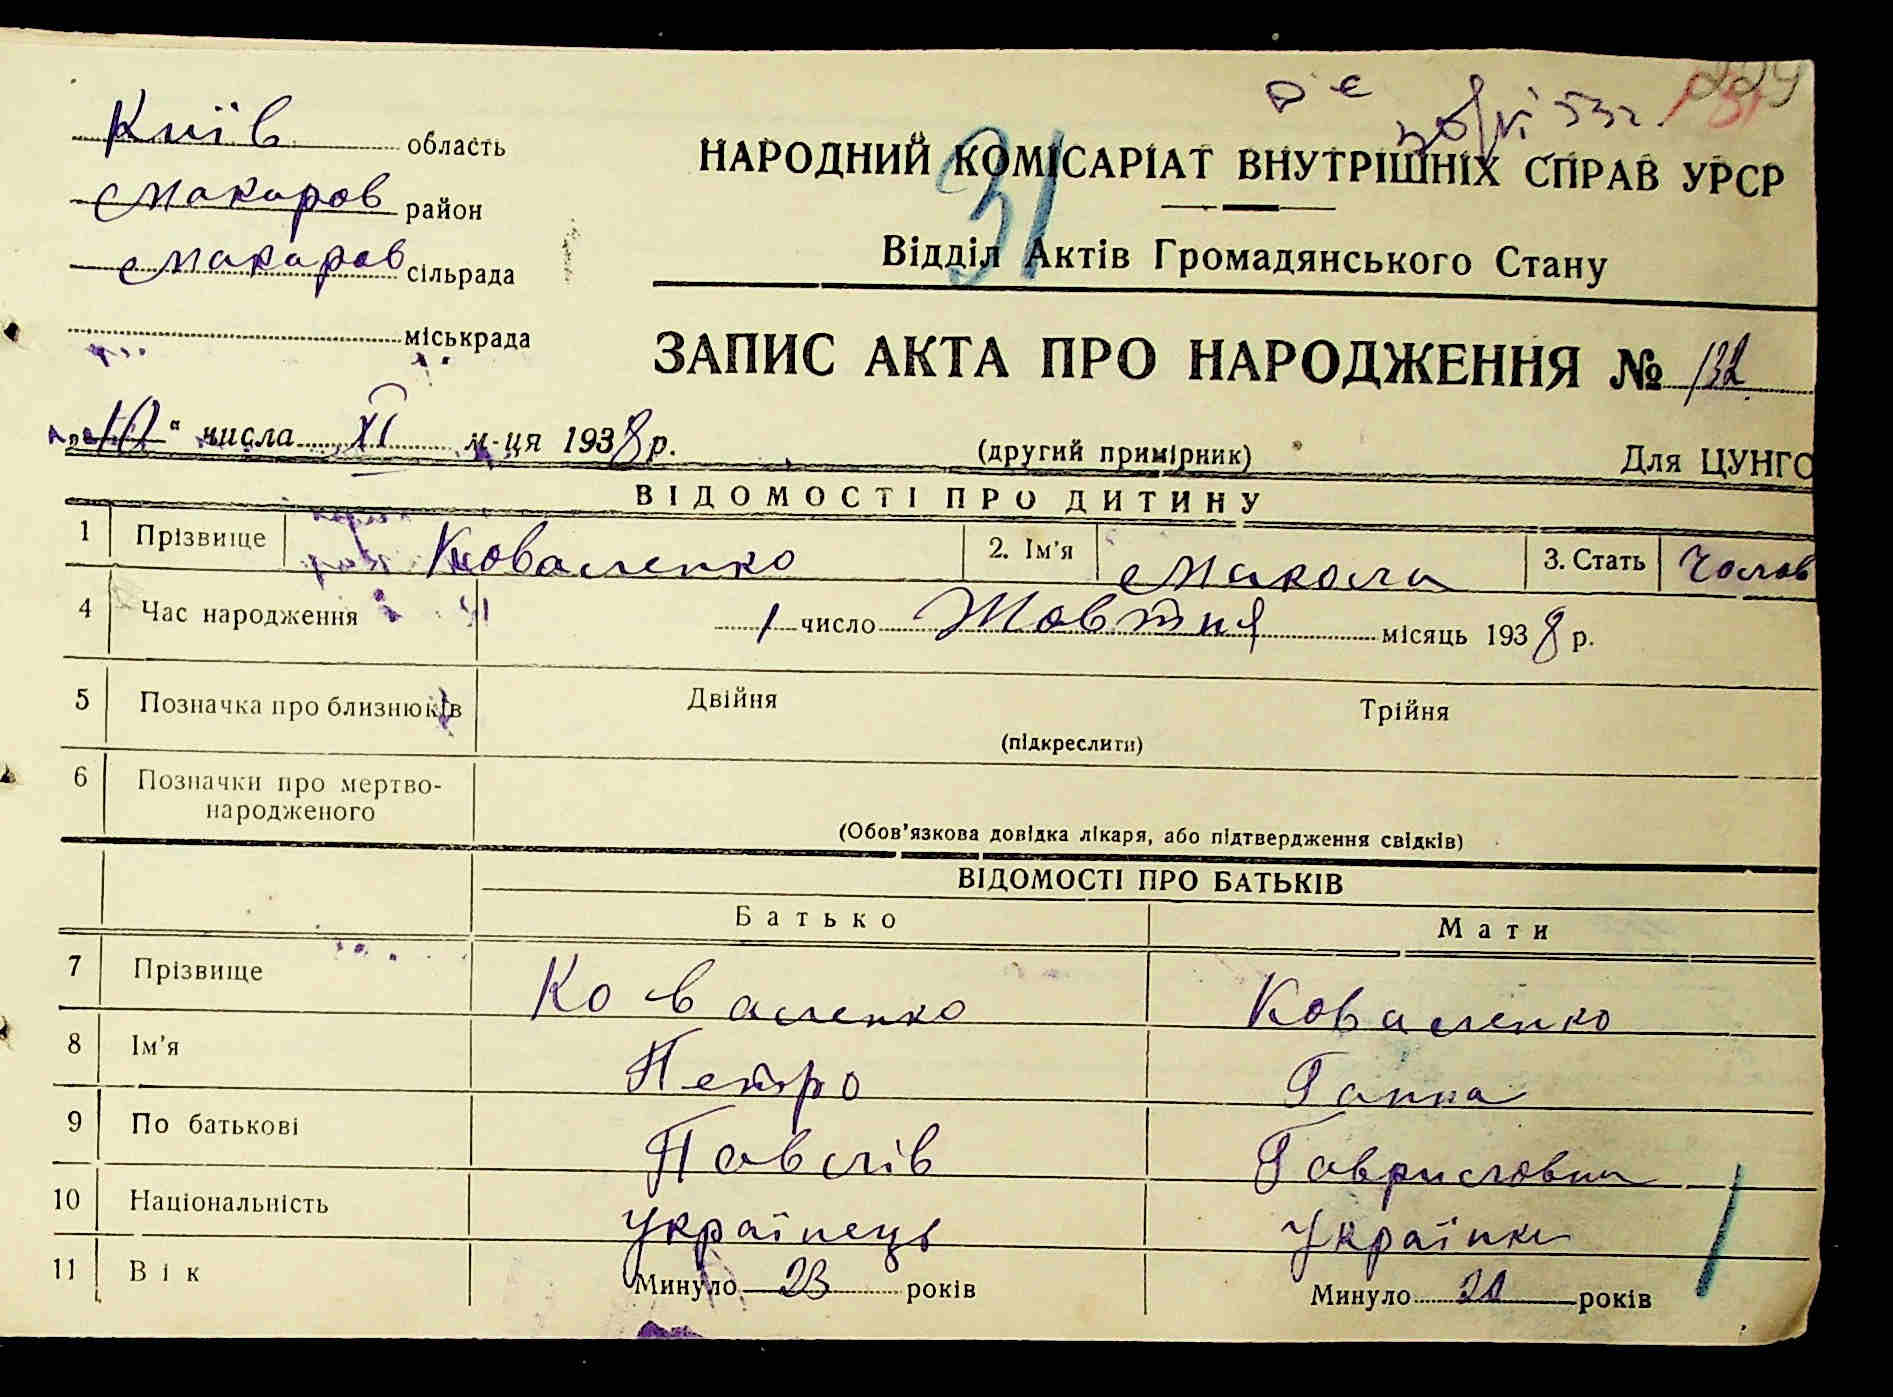 Київ область
Макаров район
Макаров сільрада
міськрада
31
НАРОДНИЙ КОМІСАРІАТ ВНУТРІШНІХ СПРАВ УРСР
Відділ Актів Громадянського Стану
ЗАПИС АКТА ПРО НАРОДЖЕННЯ № 132
„10“ числа XI м-ця 1938 р.
(другий примірник)
Для ЦУНГО
ВІДОМОСТІ ПРО ДИТИНУ
1 Прізвище Коваленко 2. Ім'я Микола 3. Стать Чолов
4 Час народження 1 число Жовтня місяць 1938 р.
5 Позначка про близнюків Двійня Трійня
(підкреслити)
6 Позначки про мертво-
народженого
(Обов'язкова довідка лікаря, або підтвердження свідків)
ВІДОМОСТІ ПРО БАТЬКІВ
Батько Мати
7 Прізвище Коваленко Коваленко
8 Ім'я Петро Ганна
9 По батькові Павлів Гавриловна
10 Національність Українець Українка
11 Вік Минуло 23 років Минуло років